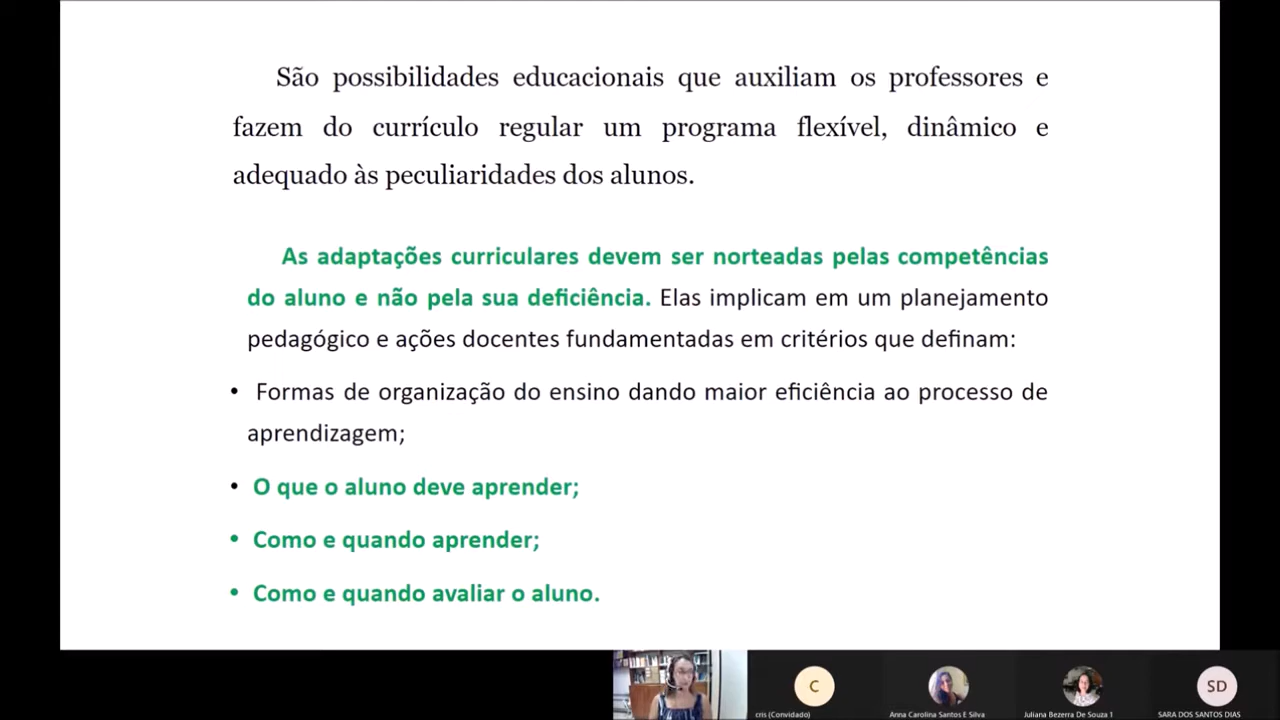 São possibilidades educacionais que auxiliam os professores e
fazem do currículo regular um programa flexível, dinâmico e
adequado às peculiaridades dos alunos.
As adaptações curriculares devem ser norteadas pelas competências
do aluno e não pela sua deficiência. Elas implicam em um planejamento
pedagógico e ações docentes fundamentadas em critérios que definam:
• Formas de organização do ensino dando maior eficiência ao processo de
aprendizagem;
• O que o aluno deve aprender;
• Como e quando aprender;
• Como e quando avaliar o aluno.
C
SD
cris (Convidado)
Anna Carolina Santos E Silva
Juliana Bezerra De Souza 1
SARA DOS SANTOS DIAS